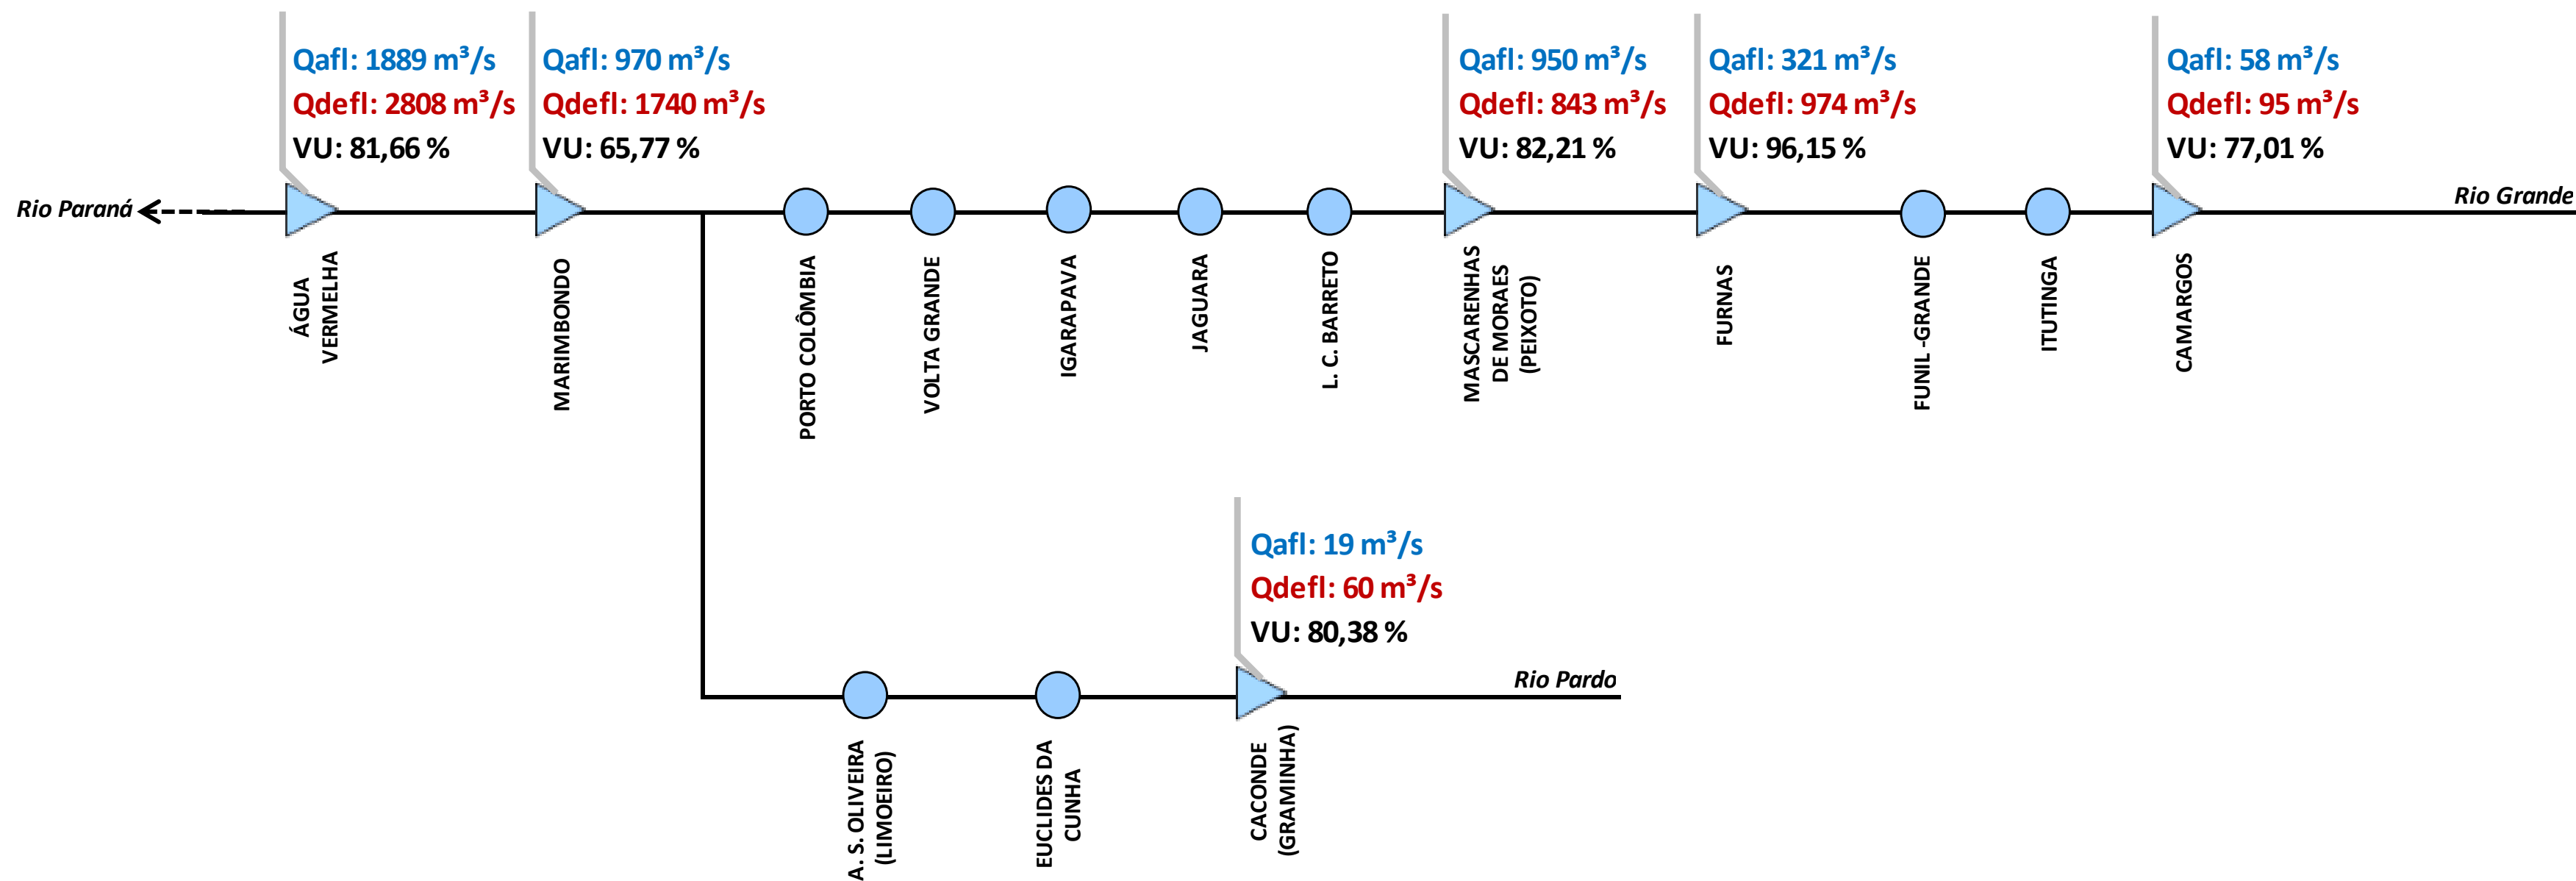 Qafl: 1889 m³/s
Qdefl: 2808 m³/s
VU: 81,66 %
Qafl: 970 m³/s
Qdefl: 1740 m³/s
VU: 65,77 %
Qafl: 950 m³/s
Qdefl: 843 m³/s
VU: 82,21 %
Qafl: 321 m³/s
Qdefl: 974 m³/s
VU: 96,15 %
Qafl: 58 m³/s
Qdefl: 95 m³/s
VU: 77,01 %
Rio Paraná
Rio Grande
ÁGUA
VERMELHA
MARIMBONDO
PORTO COLÔMBIA
VOLTA GRANDE
IGARAPAVA
JAGUARA
L. C. BARRETO
MASCARENHAS
DE MORAES
(PEIXOTO)
FURNAS
FUNIL -GRANDE
ITUTINGA
CAMARGOS
Qafl: 19 m³/s
Qdefl: 60 m³/s
VU: 80,38 %
Rio Pardo
A. S. OLIVEIRA
(LIMOEIRO)
EUCLIDES DA
CUNHA
CACONDE
(GRAMINHA)